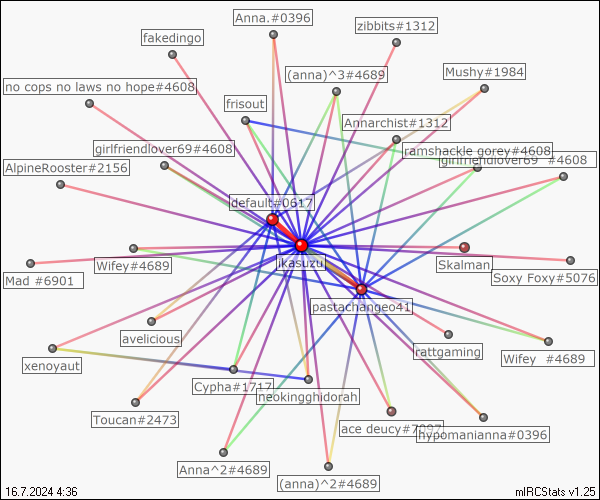 Anna.#0396
zibbits#1312
fakedingo
(anna)^3#4689
Mushy#1984
no cops no laws no hope#4608
frisout
Annarchist#1312
girlfriendlover69#4608
ramshackle gorey#4608
AlpineRooster#2156
girlfriendlover69 #4608
default#0617
ikasuzu
Wifey#4689
Skalman
Mad #6901
Soxy Foxy#5076
pastachangeo41
avelicious
rattgaming
xenoyaut
Wifey #4689
Cypha#1717
neokingghidorah
Toucan#2473
ace deucy#7097
hypomanianna#0396
Anna^2#4689
(anna)^2#4689
16.7.2024 4:36
mIRCStats v1.25